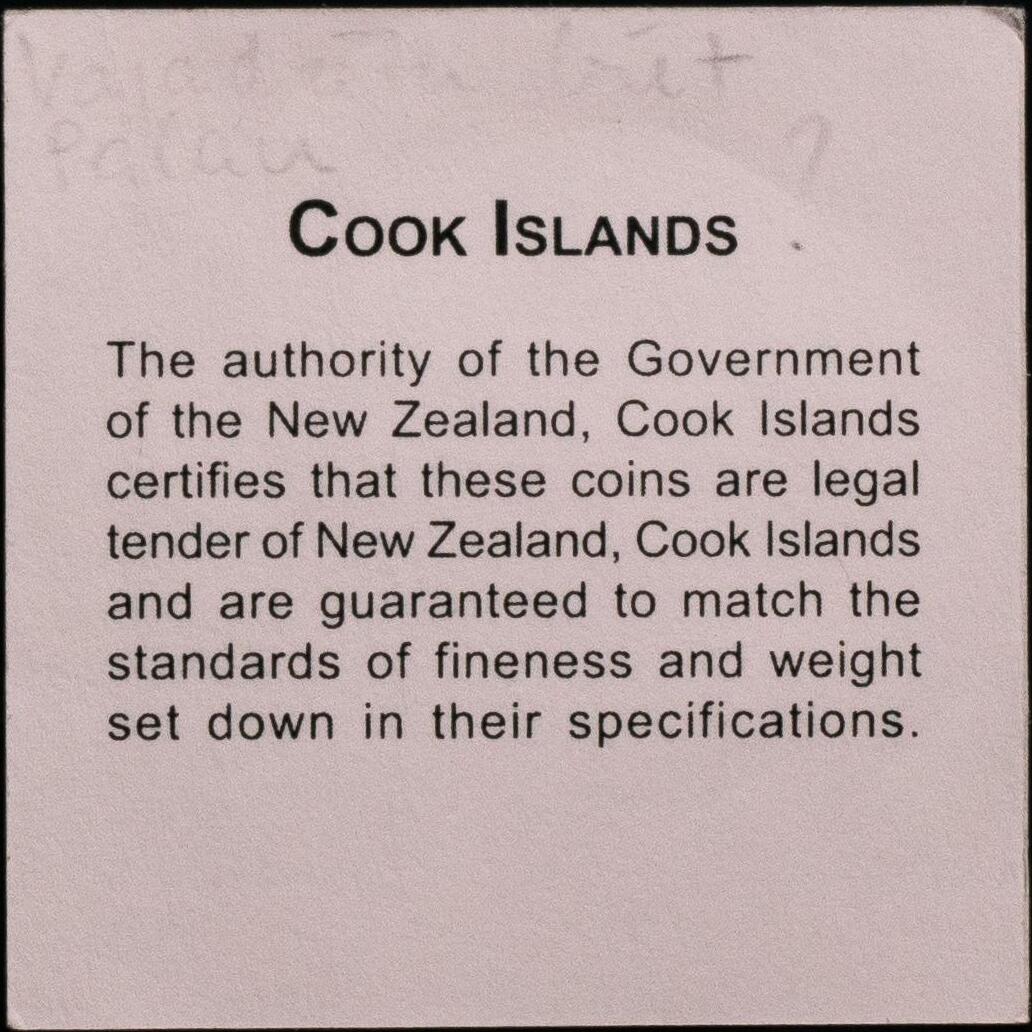 Palau ?
COOK ISLANDS
The authority of the Government
of the New Zealand, Cook Islands
certifies that these coins are legal
tender of New Zealand, Cook Islands
and are guaranteed to match the
standards of fineness and weight
set down in their specifications.